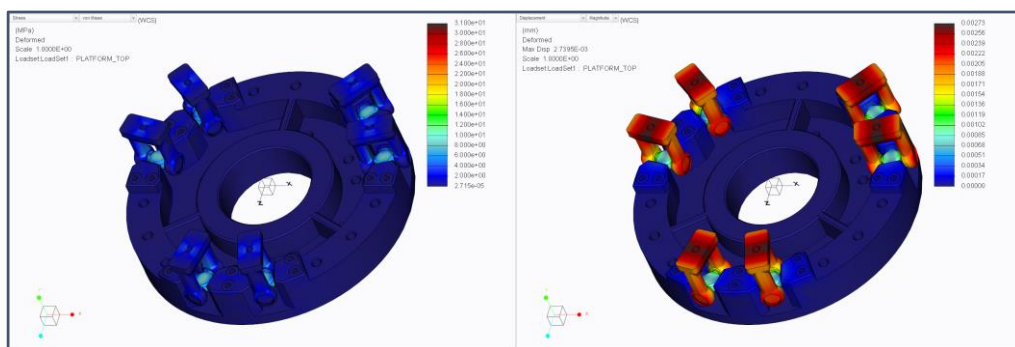 Stress von Mises (WCS)
(MPa)
Deformed
Scale 1.0000E+00
Loadset:LoadSet1 : PLATFORM_TOP
3.100e+01
3.000e+01
2.800e+01
2.600e+01
2.400e+01
2.200e+01
2.000e+01
1.800e+01
1.600e+01
1.400e+01
1.200e+01
1.000e+01
8.000e+00
6.000e+00
4.000e+00
2.000e+00
2.715e-05
X
Z
Displacement Magnitude (WCS)
(mm)
Deformed
Max Disp 2.7395E-03
Scale 1.0000E+00
Loadset:LoadSet1 : PLATFORM_TOP
0.00273
0.00256
0.00239
0.00222
0.00205
0.00188
0.00171
0.00154
0.00136
0.00119
0.00102
0.00085
0.00068
0.00051
0.00034
0.00017
0.00000
X
Z